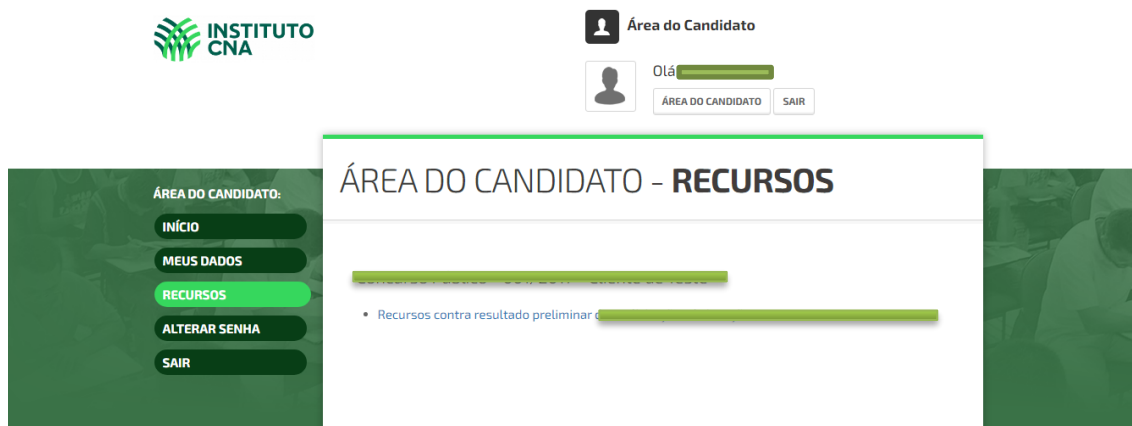 INSTITUTO
CNA
Área do Candidato
Olá
ÁREA DO CANDIDATO
SAIR
ÁREA DO CANDIDATO - RECURSOS
ÁREA DO CANDIDATO:
INÍCIO
MEUS DADOS
RECURSOS
ALTERAR SENHA
SAIR
Recursos contra resultado preliminar